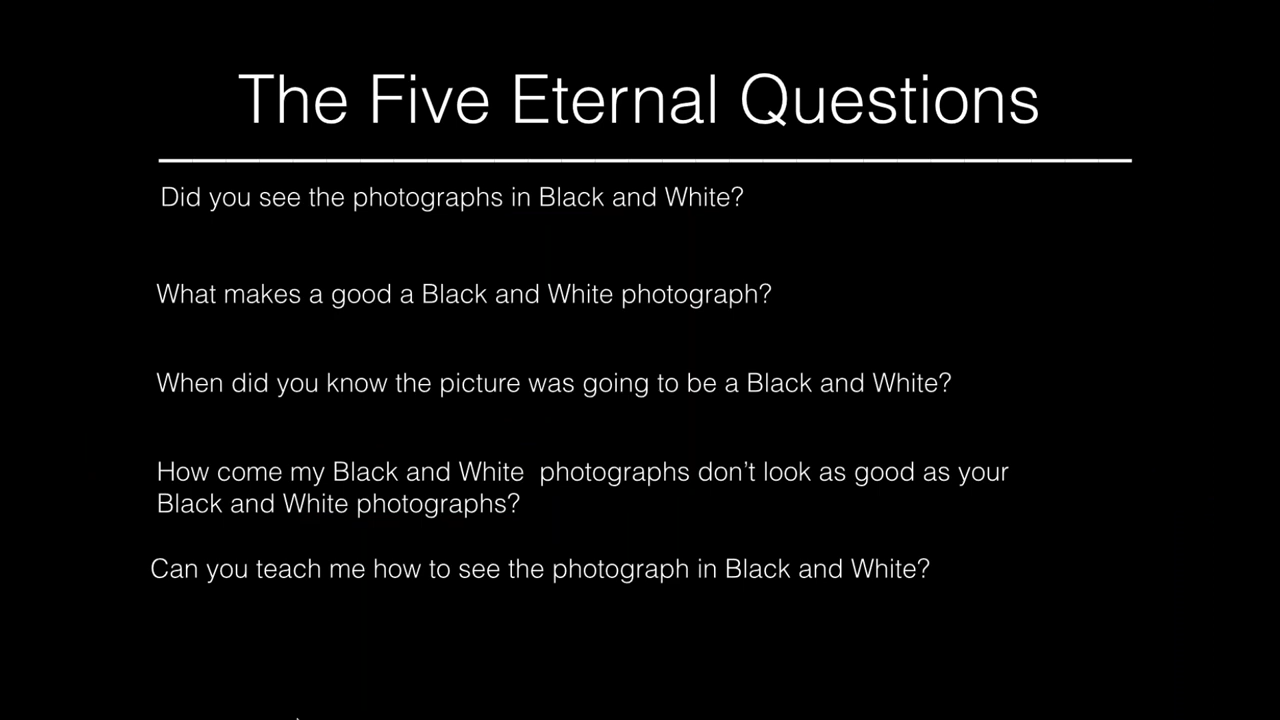 The Five Eternal Questions
Did you see the photographs in Black and White?
What makes a good a Black and White photograph?
When did you know the picture was going to be a Black and White?
How come my Black and White  photographs don’t look as good as your
Black and White photographs?
Can you teach me how to see the photograph in Black and White?